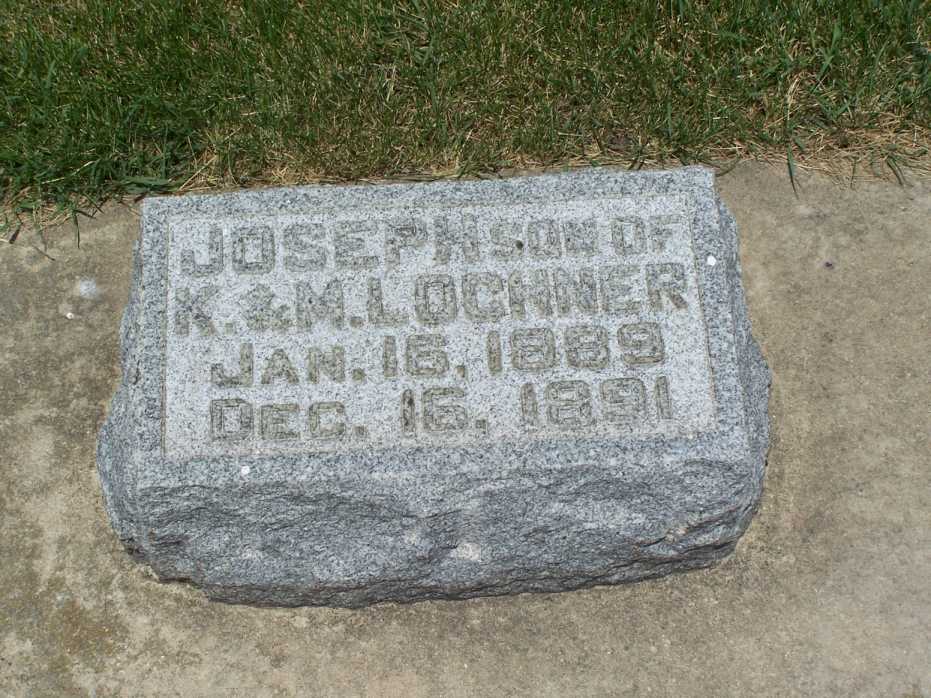 JOSEPH SON OF
K. & M. LOCHNER
JAN. 16, 1889
DEC. 16, 1891